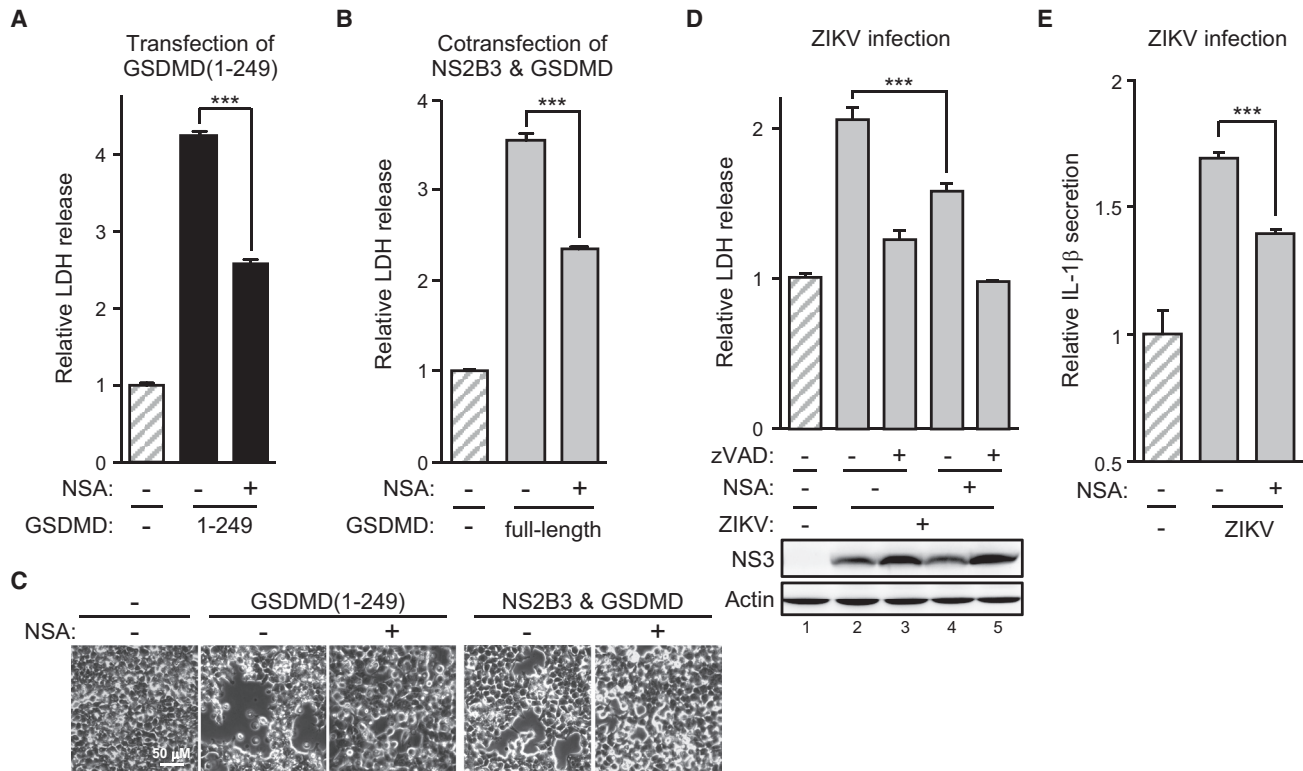 A
Transfection of
GSDMD(1-249)
***
Relative LDH release
4
3
2
1
0
NSA: - - +
GSDMD: - 1-249
B
Cotransfection of
NS2B3 & GSDMD
***
Relative LDH release
4
3
2
1
0
NSA: - - +
GSDMD: - full-length
C
- GSDMD(1-249) NS2B3 & GSDMD
NSA: - - + - +
50 µM
D
ZIKV infection
***
Relative LDH release
2
1
0
zVAD: - - + - +
NSA: - - +
ZIKV: - +
NS3
Actin
1 2 3 4 5
E
ZIKV infection
***
Relative IL-1β secretion
2
1.5
1
0.5
NSA: - - +
- ZIKV